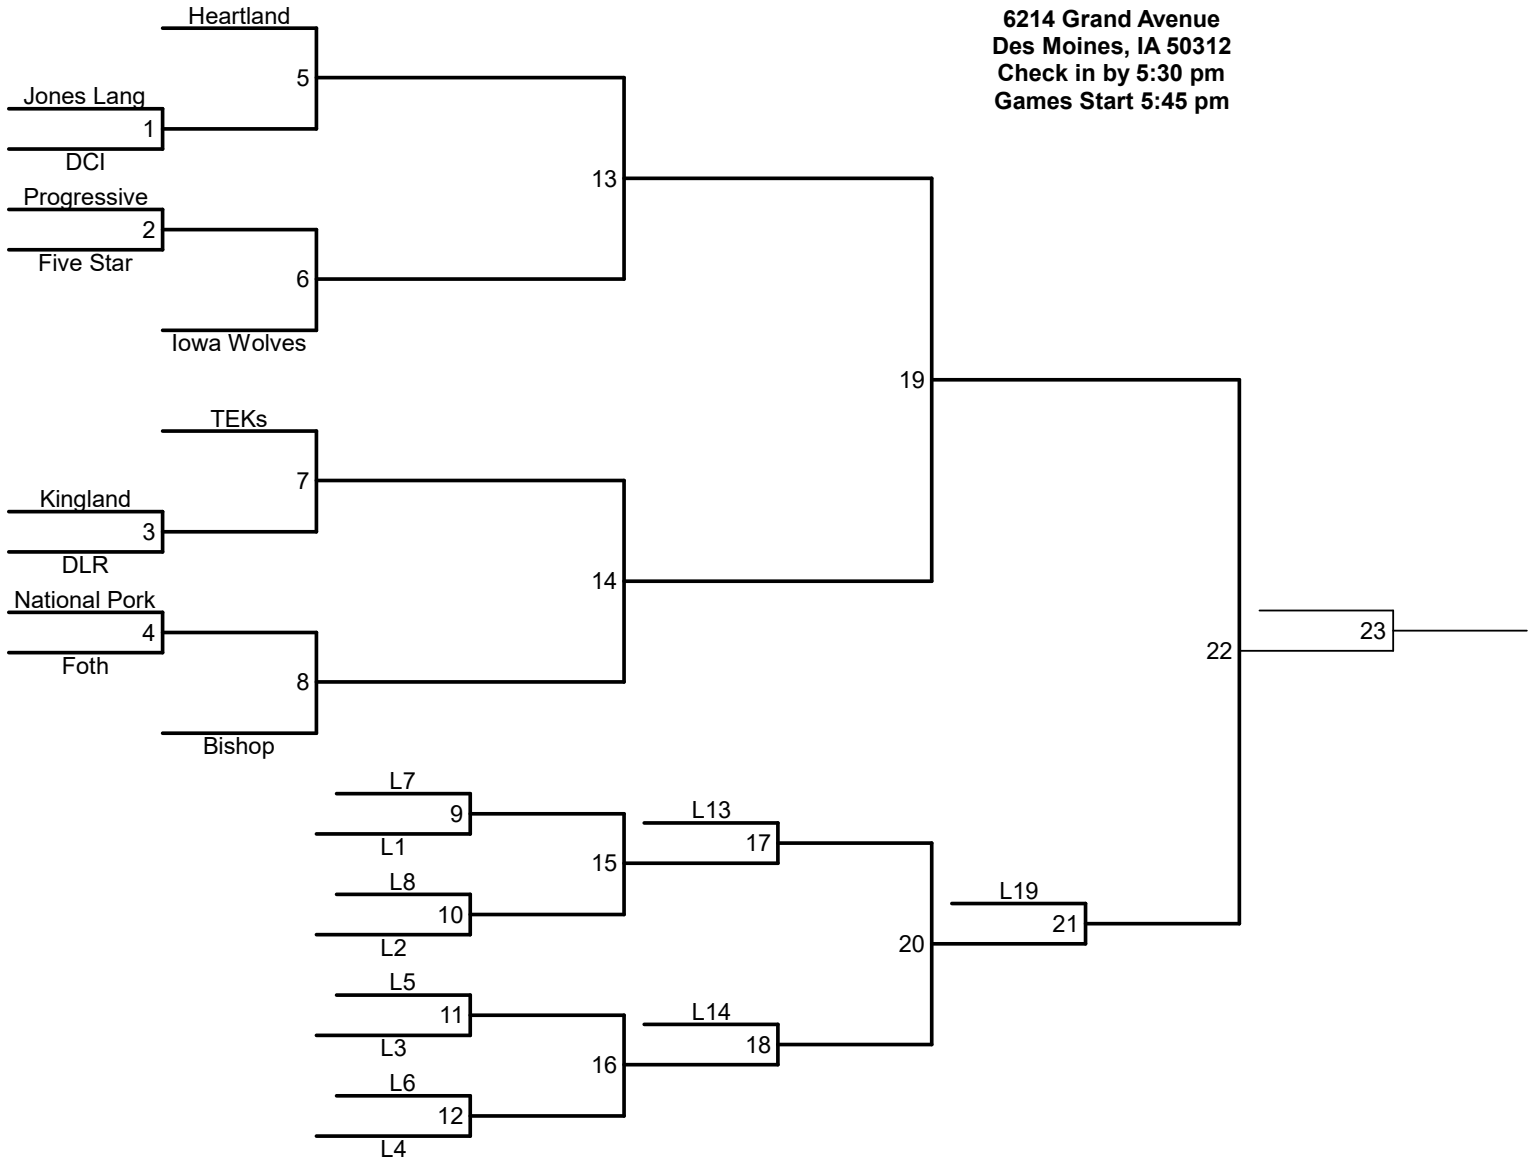 Heartland
6214 Grand Avenue
Des Moines, IA 50312
Check in by 5:30 pm
Games Start 5:45 pm
5
Jones Lang
1
DCI
Progressive
2
Five Star
13
6
Iowa Wolves
19
TEKs
7
Kingland
3
DLR
14
National Pork
4
Foth
8
Bishop
22
23
L7
9
L1
L13
17
15
L8
10
L2
L19
21
20
L5
11
L3
L14
18
16
L6
12
L4